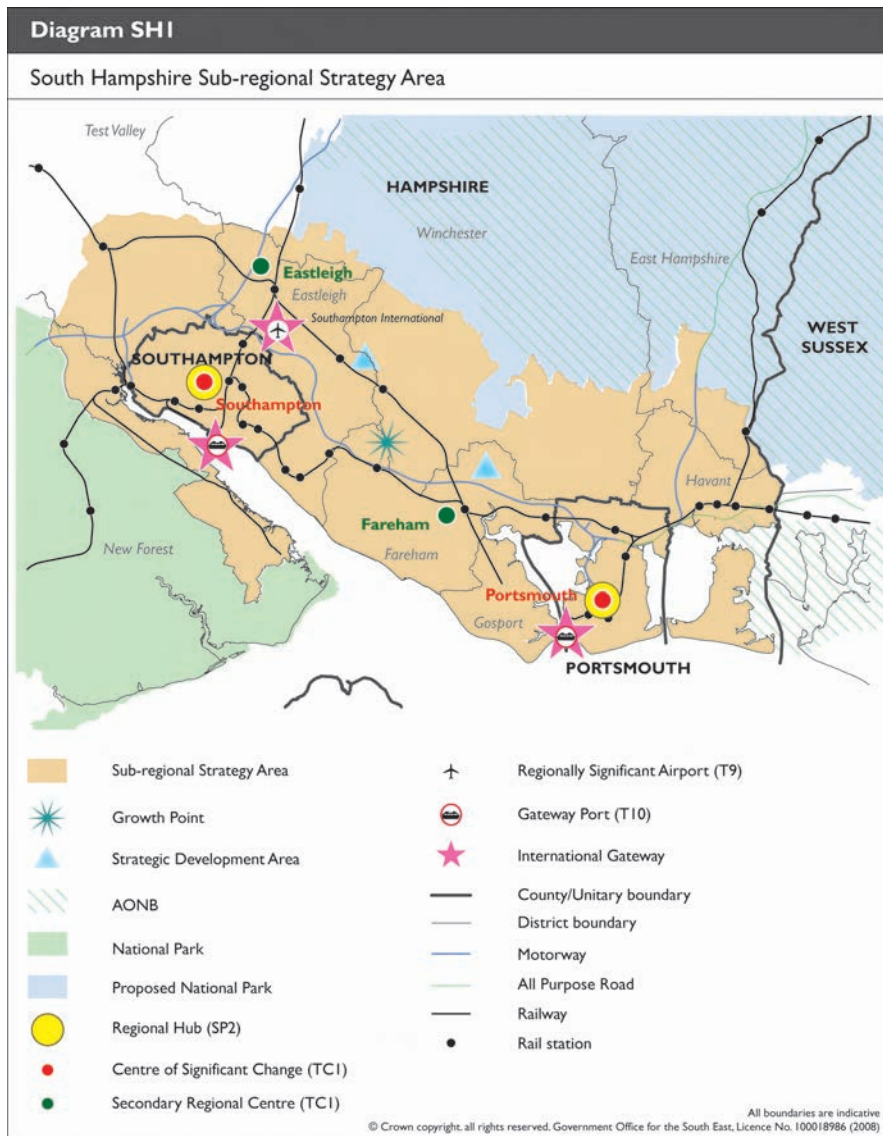 Diagram SH1
South Hampshire Sub-regional Strategy Area
Test Valley
HAMPSHIRE
Winchester
East Hampshire
Eastleigh
Eastleigh
Southampton International
WEST
SUSSEX
SOUTHAMPTON
Southampton
Havant
Fareham
New Forest
Fareham
Portsmouth
Gosport
PORTSMOUTH
Sub-regional Strategy Area
Growth Point
Strategic Development Area
AONB
National Park
Proposed National Park
Regional Hub (SP2)
Centre of Significant Change (TC1)
Secondary Regional Centre (TC1)
Regionally Significant Airport (T9)
Gateway Port (T10)
International Gateway
County/Unitary boundary
District boundary
Motorway
All Purpose Road
Railway
Rail station
All boundaries are indicative
© Crown copyright. all rights reserved. Government Office for the South East, Licence No. 100018986 (2008)